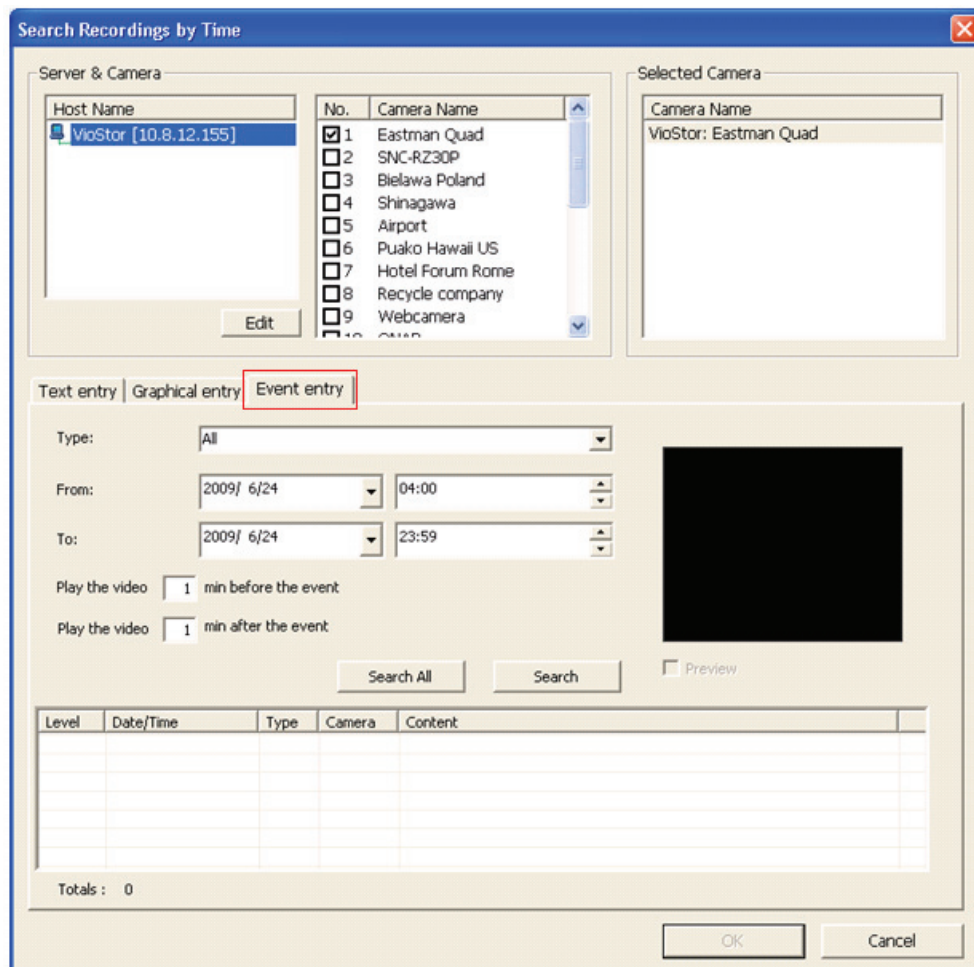 Search Recordings by Time
Server & Camera
Host Name
VioStor [10.8.12.155]
Edit
No. Camera Name
1 Eastman Quad
2 SNC-RZ30P
3 Bielawa Poland
4 Shinagawa
5 Airport
6 Puako Hawaii US
7 Hotel Forum Rome
8 Recycle company
9 Webcamera
Selected Camera
Camera Name
VioStor: Eastman Quad
Text entry Graphical entry Event entry
Type: All
From: 2009/ 6/24 04:00
To: 2009/ 6/24 23:59
Play the video 1 min before the event
Play the video 1 min after the event
Search All Search
Preview
Level Date/Time Type Camera Content
Totals : 0
OK Cancel